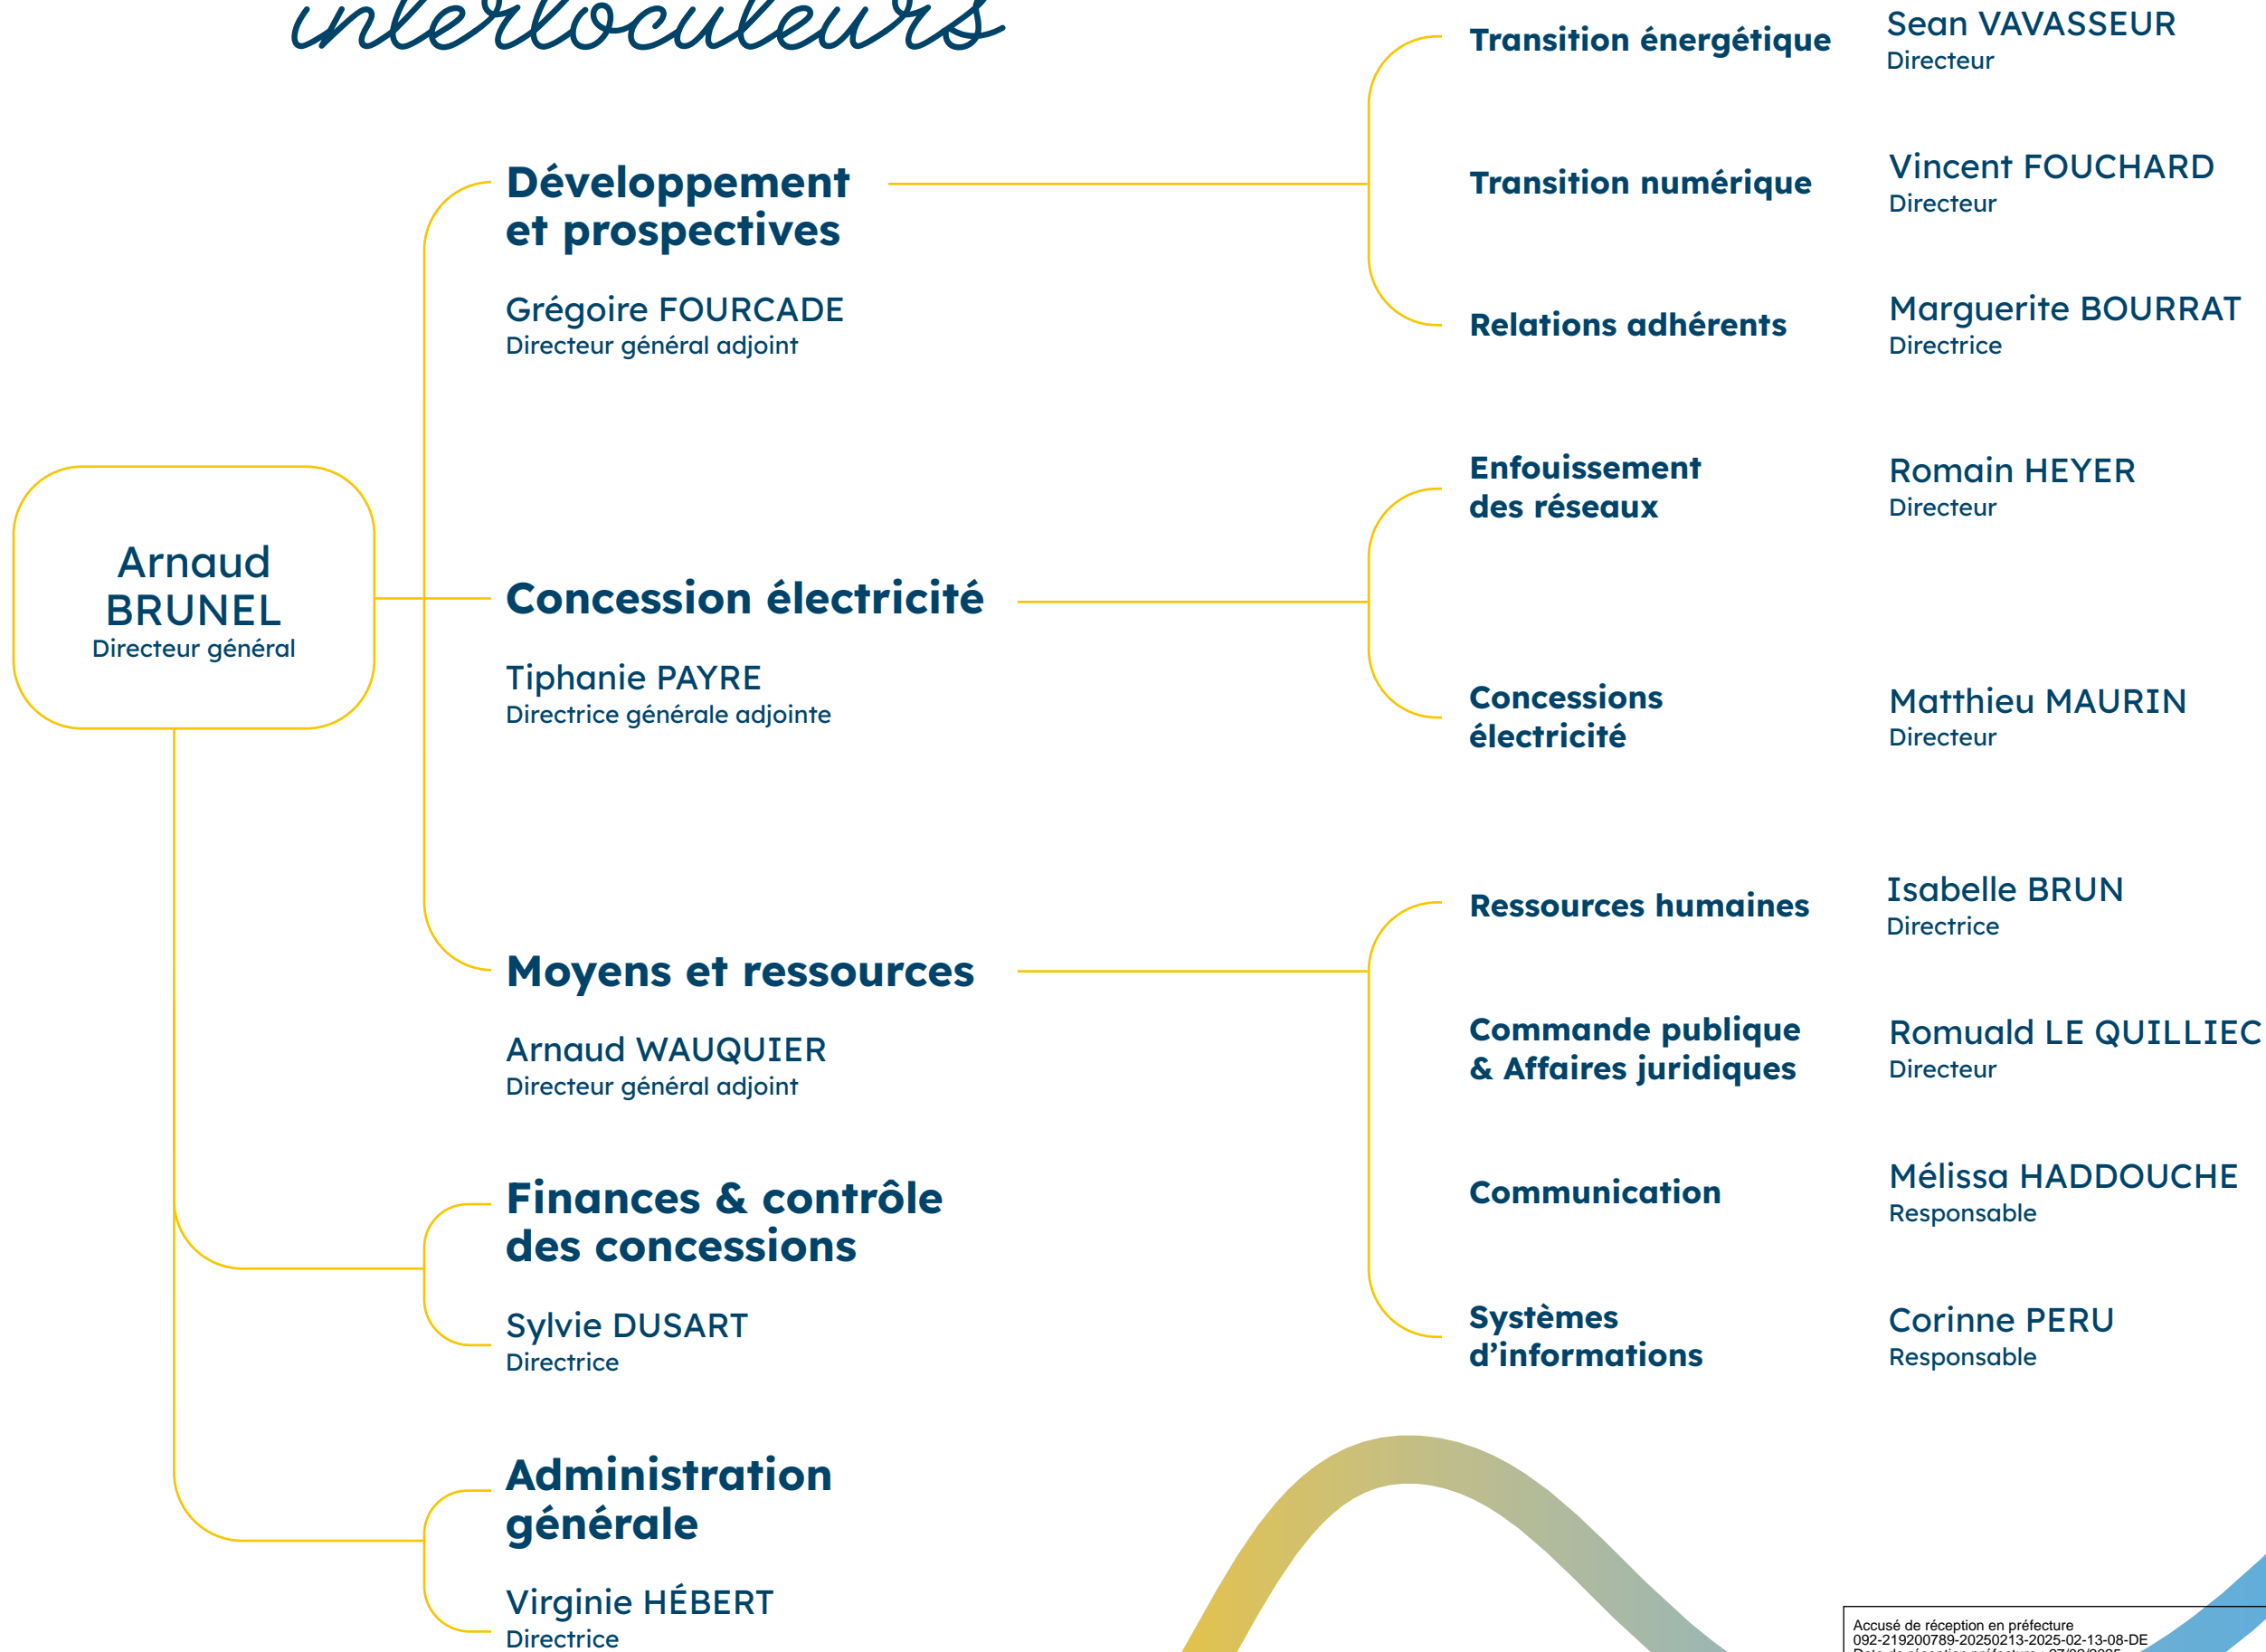 interlocuteurs
Arnaud
BRUNEL
Directeur général
Développement
et prospectives
Grégoire FOURCADE
Directeur général adjoint
Transition énergétique
Sean VAVASSEUR
Directeur
Transition numérique
Vincent FOUCHARD
Directeur
Relations adhérents
Marguerite BOURRAT
Directrice
Concession électricité
Tiphanie PAYRE
Directrice générale adjointe
Enfouissement
des réseaux
Romain HEYER
Directeur
Concessions
électricité
Matthieu MAURIN
Directeur
Moyens et ressources
Arnaud WAUQUIER
Directeur général adjoint
Ressources humaines
Isabelle BRUN
Directrice
Commande publique
& Affaires juridiques
Romuald LE QUILLIEC
Directeur
Communication
Mélissa HADDOUCHE
Responsable
Systèmes
d’informations
Corinne PERU
Responsable
Finances & contrôle
des concessions
Sylvie DUSART
Directrice
Administration
générale
Virginie HÉBERT
Directrice
Accusé de réception en préfecture
092-219200789-20250213-2025-02-13-08-DE